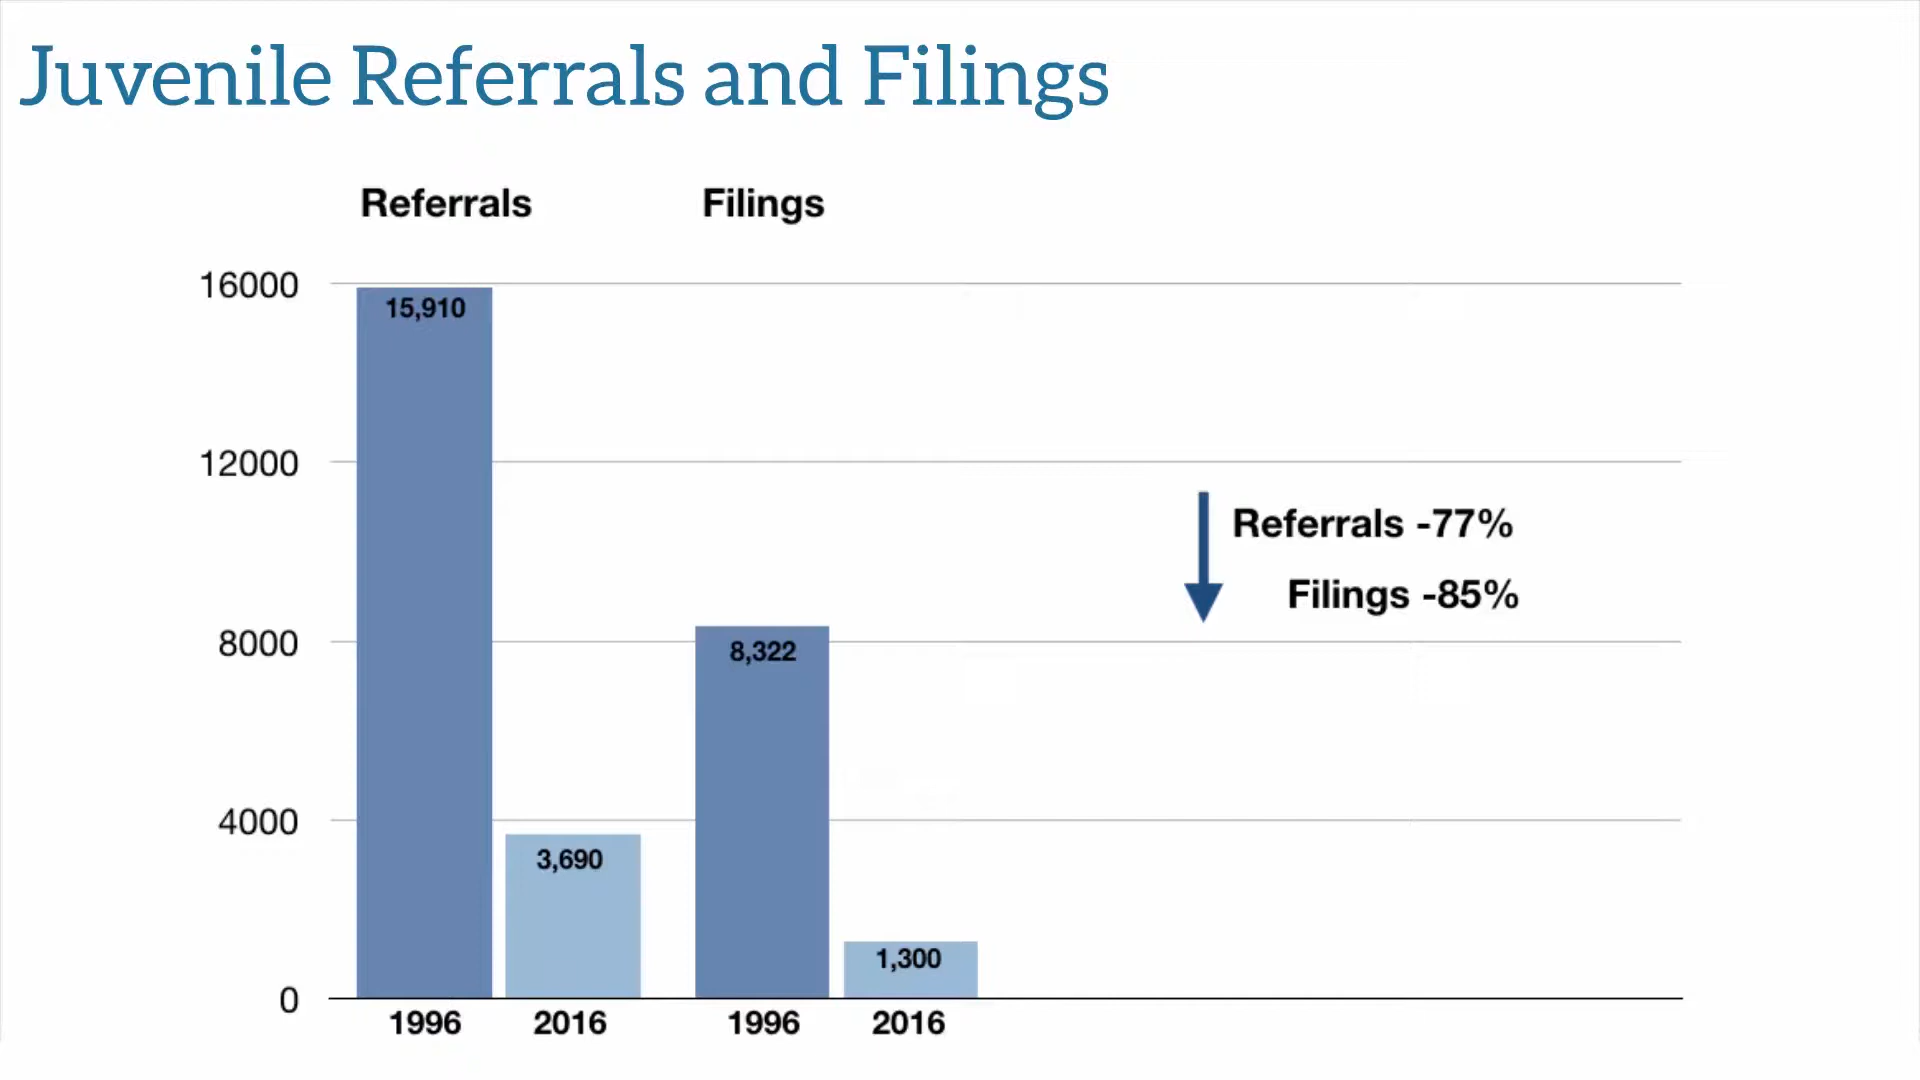 Juvenile Referrals and Filings
Referrals Filings
16000
15,910
12000
Referrals -77%
Filings -85%
8000
8,322
4000
3,690
1,300
0
1996 2016 1996 2016